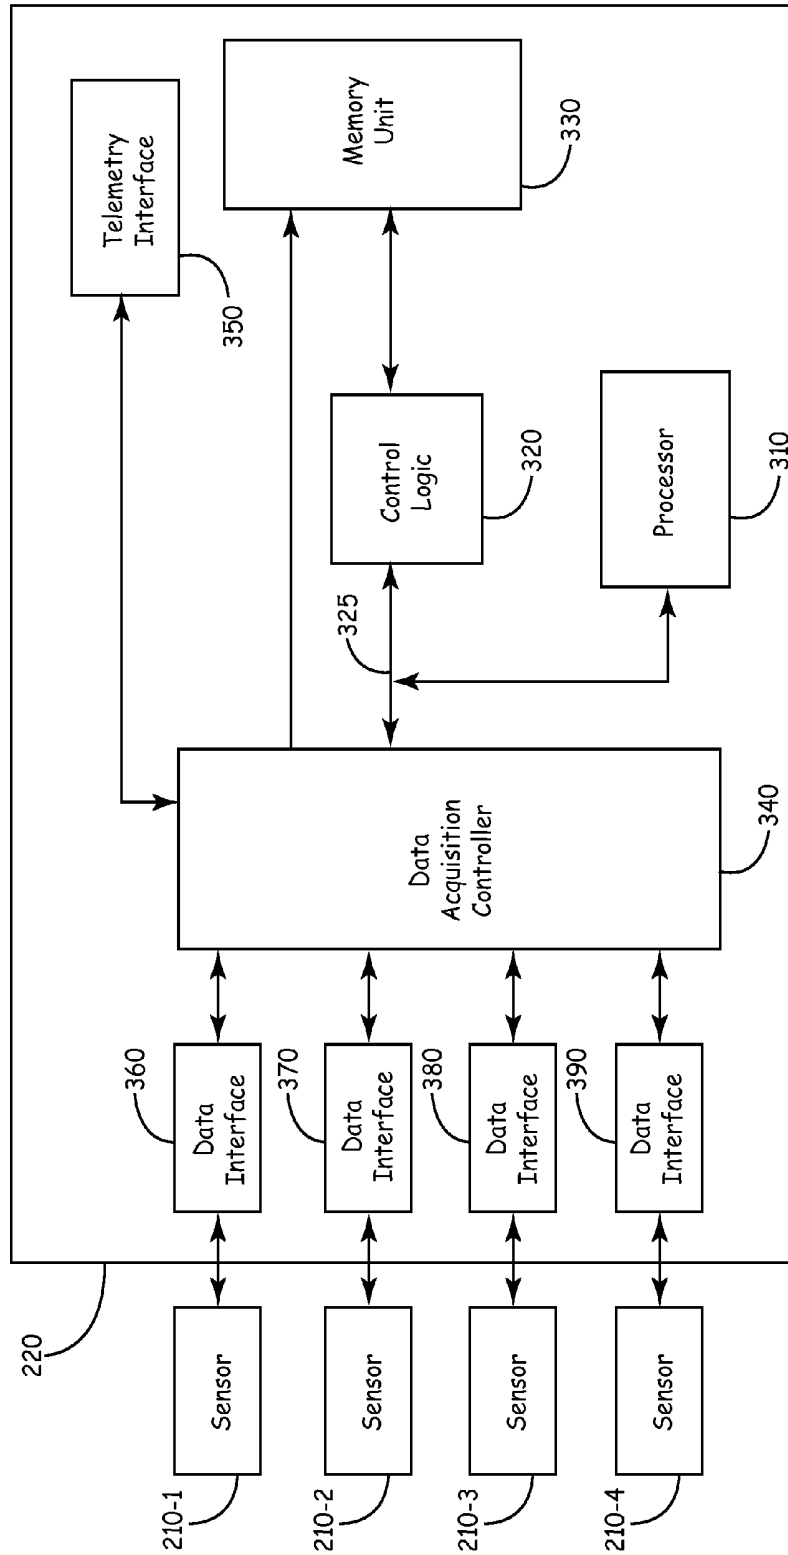 220
210-1
Sensor
210-2
Sensor
210-3
Sensor
210-4
Sensor
360
Data
Interface
370
Data
Interface
380
Data
Interface
390
Data
Interface
Data
Acquisition
Controller
340
325
Control
Logic
320
Processor
310
Telemetry
Interface
350
Memory
Unit
330